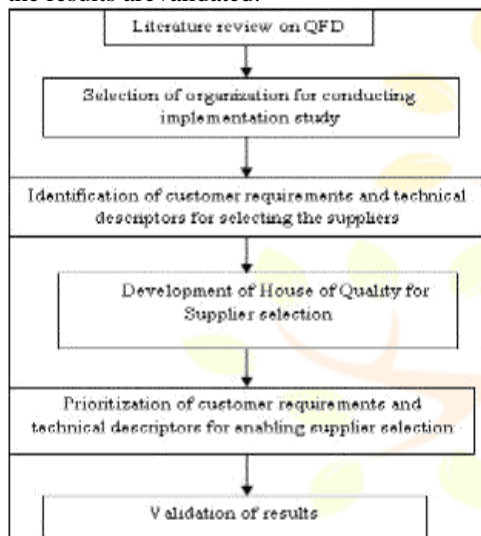 the results arevalidated.
Literature review on QFD
Selection of organization for conducting
implementation study
Identification of customer requirements and technical
descriptors for selecting the suppliers
Development of House of Quality for
Supplier selection
Prioritization of customer requirements and
technical descriptors for enabling supplier selection
Validation of results